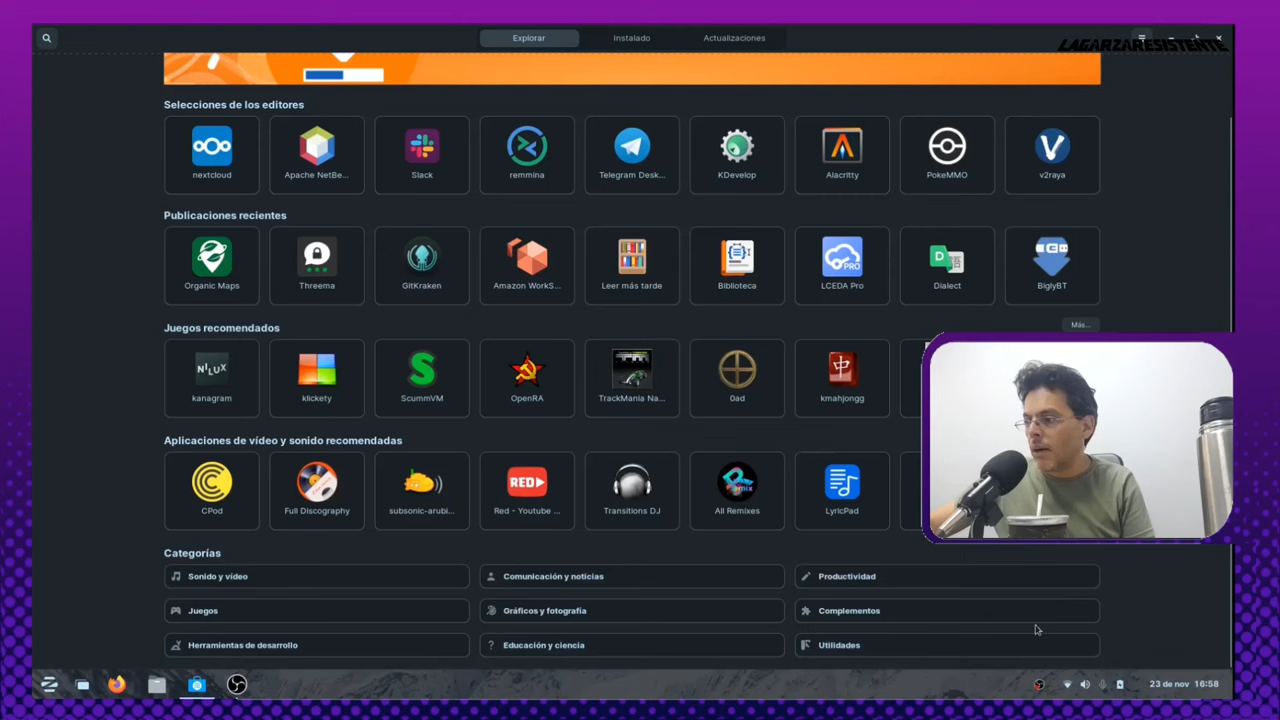 Explorar
Instalado
Actualizaciones
LAGARZARESISTENTE
Selecciones de los editores
nextcloud
Apache NetBe...
Slack
remmina
Telegram Desk...
KDevelop
Alacritty
PokeMMO
v2raya
Publicaciones recientes
Organic Maps
Threema
GitKraken
Amazon WorkS...
Leer más tarde
Biblioteca
PRO
LCEDA Pro
Dialect
BiglyBT
Juegos recomendados
Más...
NILUX
kanagram
klickety
ScummVM
OpenRA
TrackMania Na...
0ad
中
kmahjongg
Aplicaciones de vídeo y sonido recomendadas
CPod
Full Discography
subsonic-arubi...
RED
Red - Youtube ...
Transitions DJ
All Remixes
LyricPad
Categorías
Sonido y vídeo
Comunicación y noticias
Productividad
Juegos
Gráficos y fotografía
Complementos
Herramientas de desarrollo
Educación y ciencia
Utilidades
23 de nov 16:58